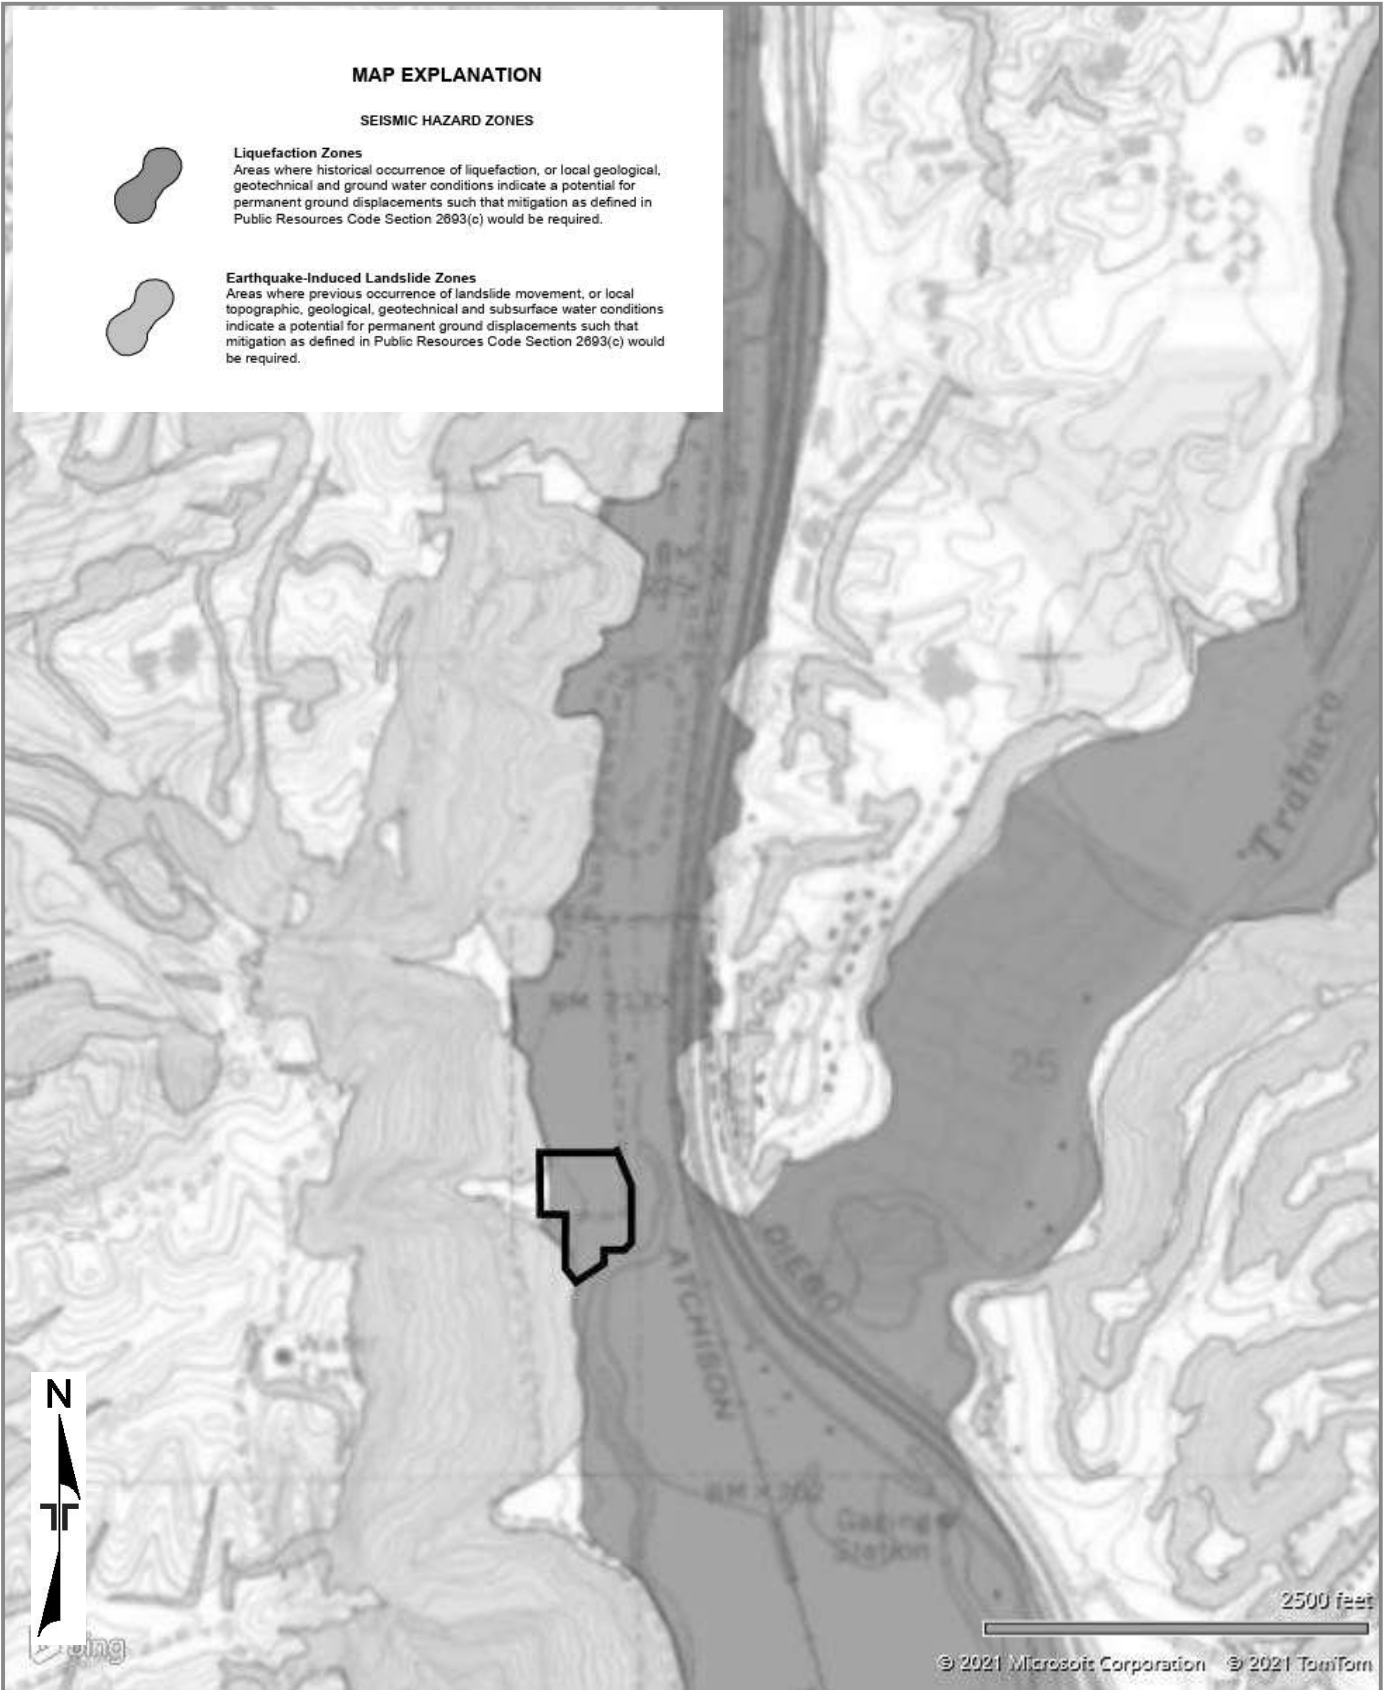 MAP EXPLANATION
SEISMIC HAZARD ZONES
Liquefaction Zones
Areas where historical occurrence of liquefaction, or local geological,
geotechnical and ground water conditions indicate a potential for
permanent ground displacements such that mitigation as defined in
Public Resources Code Section 2693(c) would be required.
Earthquake-Induced Landslide Zones
Areas where previous occurrence of landslide movement, or local
topographic, geological, geotechnical and subsurface water conditions
indicate a potential for permanent ground displacements such that
mitigation as defined in Public Resources Code Section 2693(c) would
be required.
M
Trabuco
25
DIEGO
ATCHISON
Water
N
Gaging
Station
2500 feet
bing
© 2021 Microsoft Corporation © 2021 TomTom